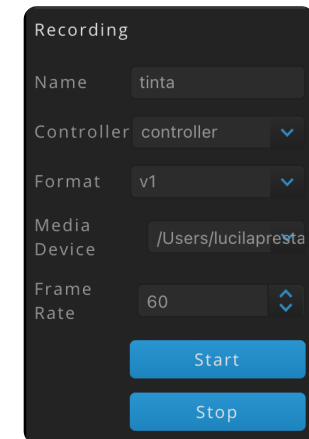 Recording
Name tinta
Controller controller
Format v1
Media
Device /Users/lucilapresta
Frame
Rate 60
Start
Stop